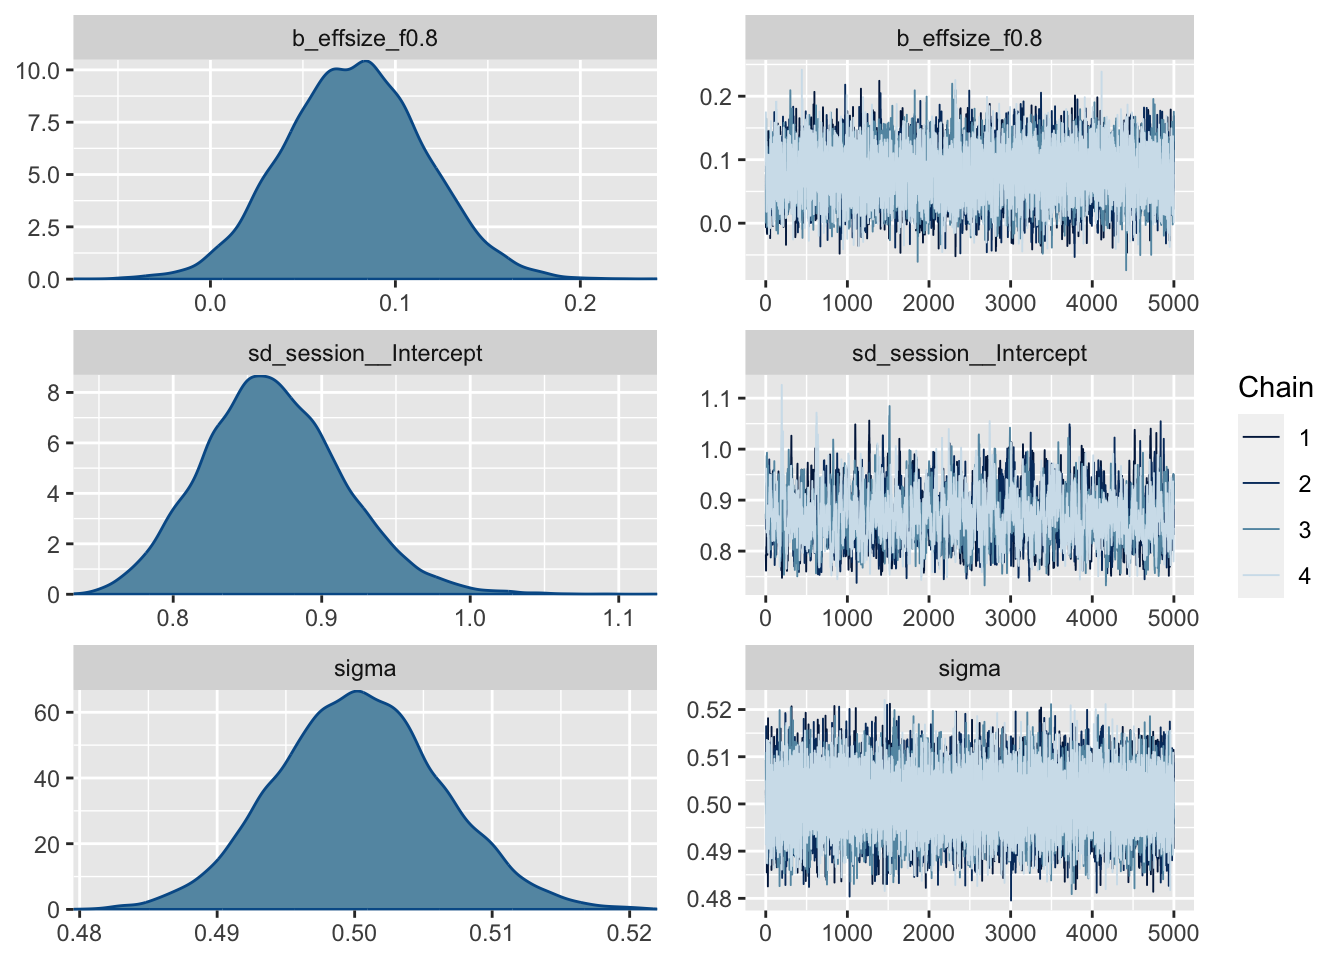 b_effsize_f0.8
10.0
7.5
5.0
2.5
0.0
0.0 0.1 0.2
b_effsize_f0.8
0.2
0.1
0.0
0 1000 2000 3000 4000 5000
sd_session__Intercept
8
6
4
2
0
0.8 0.9 1.0 1.1
sd_session__Intercept
1.1
1.0
0.9
0.8
0 1000 2000 3000 4000 5000
sigma
60
40
20
0
0.48 0.49 0.50 0.51 0.52
sigma
0.52
0.51
0.50
0.49
0.48
0 1000 2000 3000 4000 5000
Chain
1
2
3
4